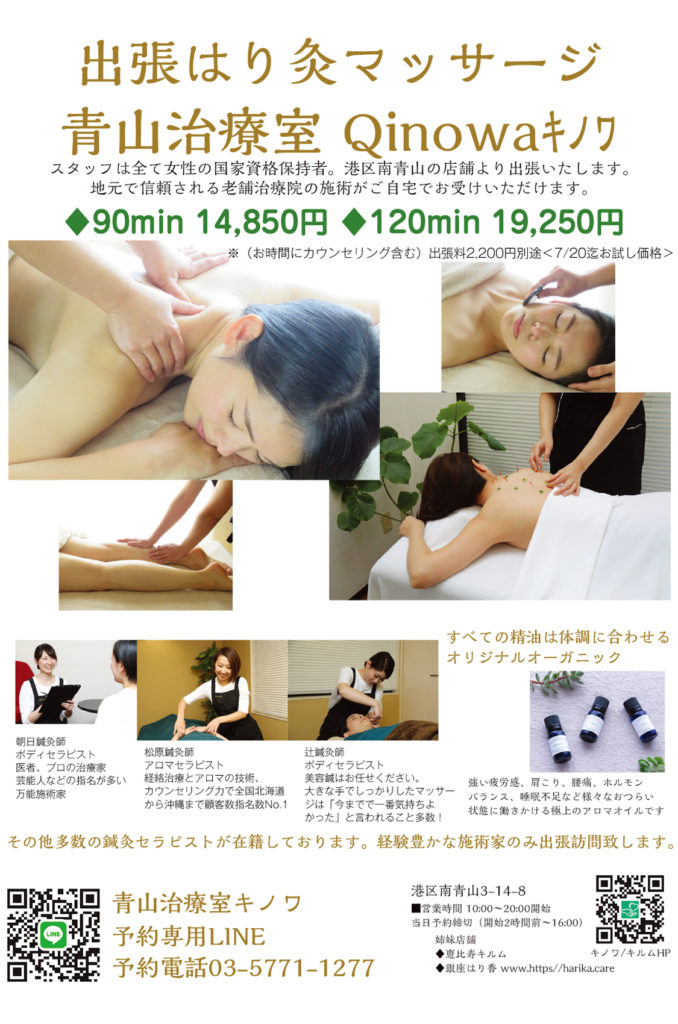 出張はり灸マッサージ
青山治療室 Qinowaｷﾉﾜ
スタッフは全て女性の国家資格保持者。港区南青山の店舗より出張いたします。
地元で信頼される老舗治療院の施術がご自宅でお受けいただけます。
◆90min 14,850円 ◆120min 19,250円
※（お時間にカウンセリング含む）出張料2,200円別途＜7/20迄お試し価格＞
すべての精油は体調に合わせる
オリジナルオーガニック
朝日鍼灸師
ボディセラピスト
医者、プロの治療家
芸能人などの指名が多い
万能施術家
松原鍼灸師
アロマセラピスト
経絡治療とアロマの技術、
カウンセリング力で全国北海道
から沖縄まで顧客数指名数No.1
辻鍼灸師
ボディセラピスト
美容鍼はお任せください。
大きな手でしっかりしたマッサー
ジは「今までで一番気持ちよ
かった」と言われること多数！
強い疲労感、肩こり、腰痛、ホルモン
バランス、睡眠不足など様々なおつらい
状態に働きかける極上のアロマオイルです
その他多数の鍼灸セラピストが在籍しております。経験豊かな施術家のみ出張訪問致します。
LINE
青山治療室キノワ
予約専用LINE
予約電話03-5771-1277
港区南青山3-14-8
■営業時間 10:00〜20:00開始
当日予約締切（開始2時間前〜16:00）
姉妹店舗
◆恵比寿キルム
◆銀座はり香 www.https//harika.care
キノワ/キルムHP